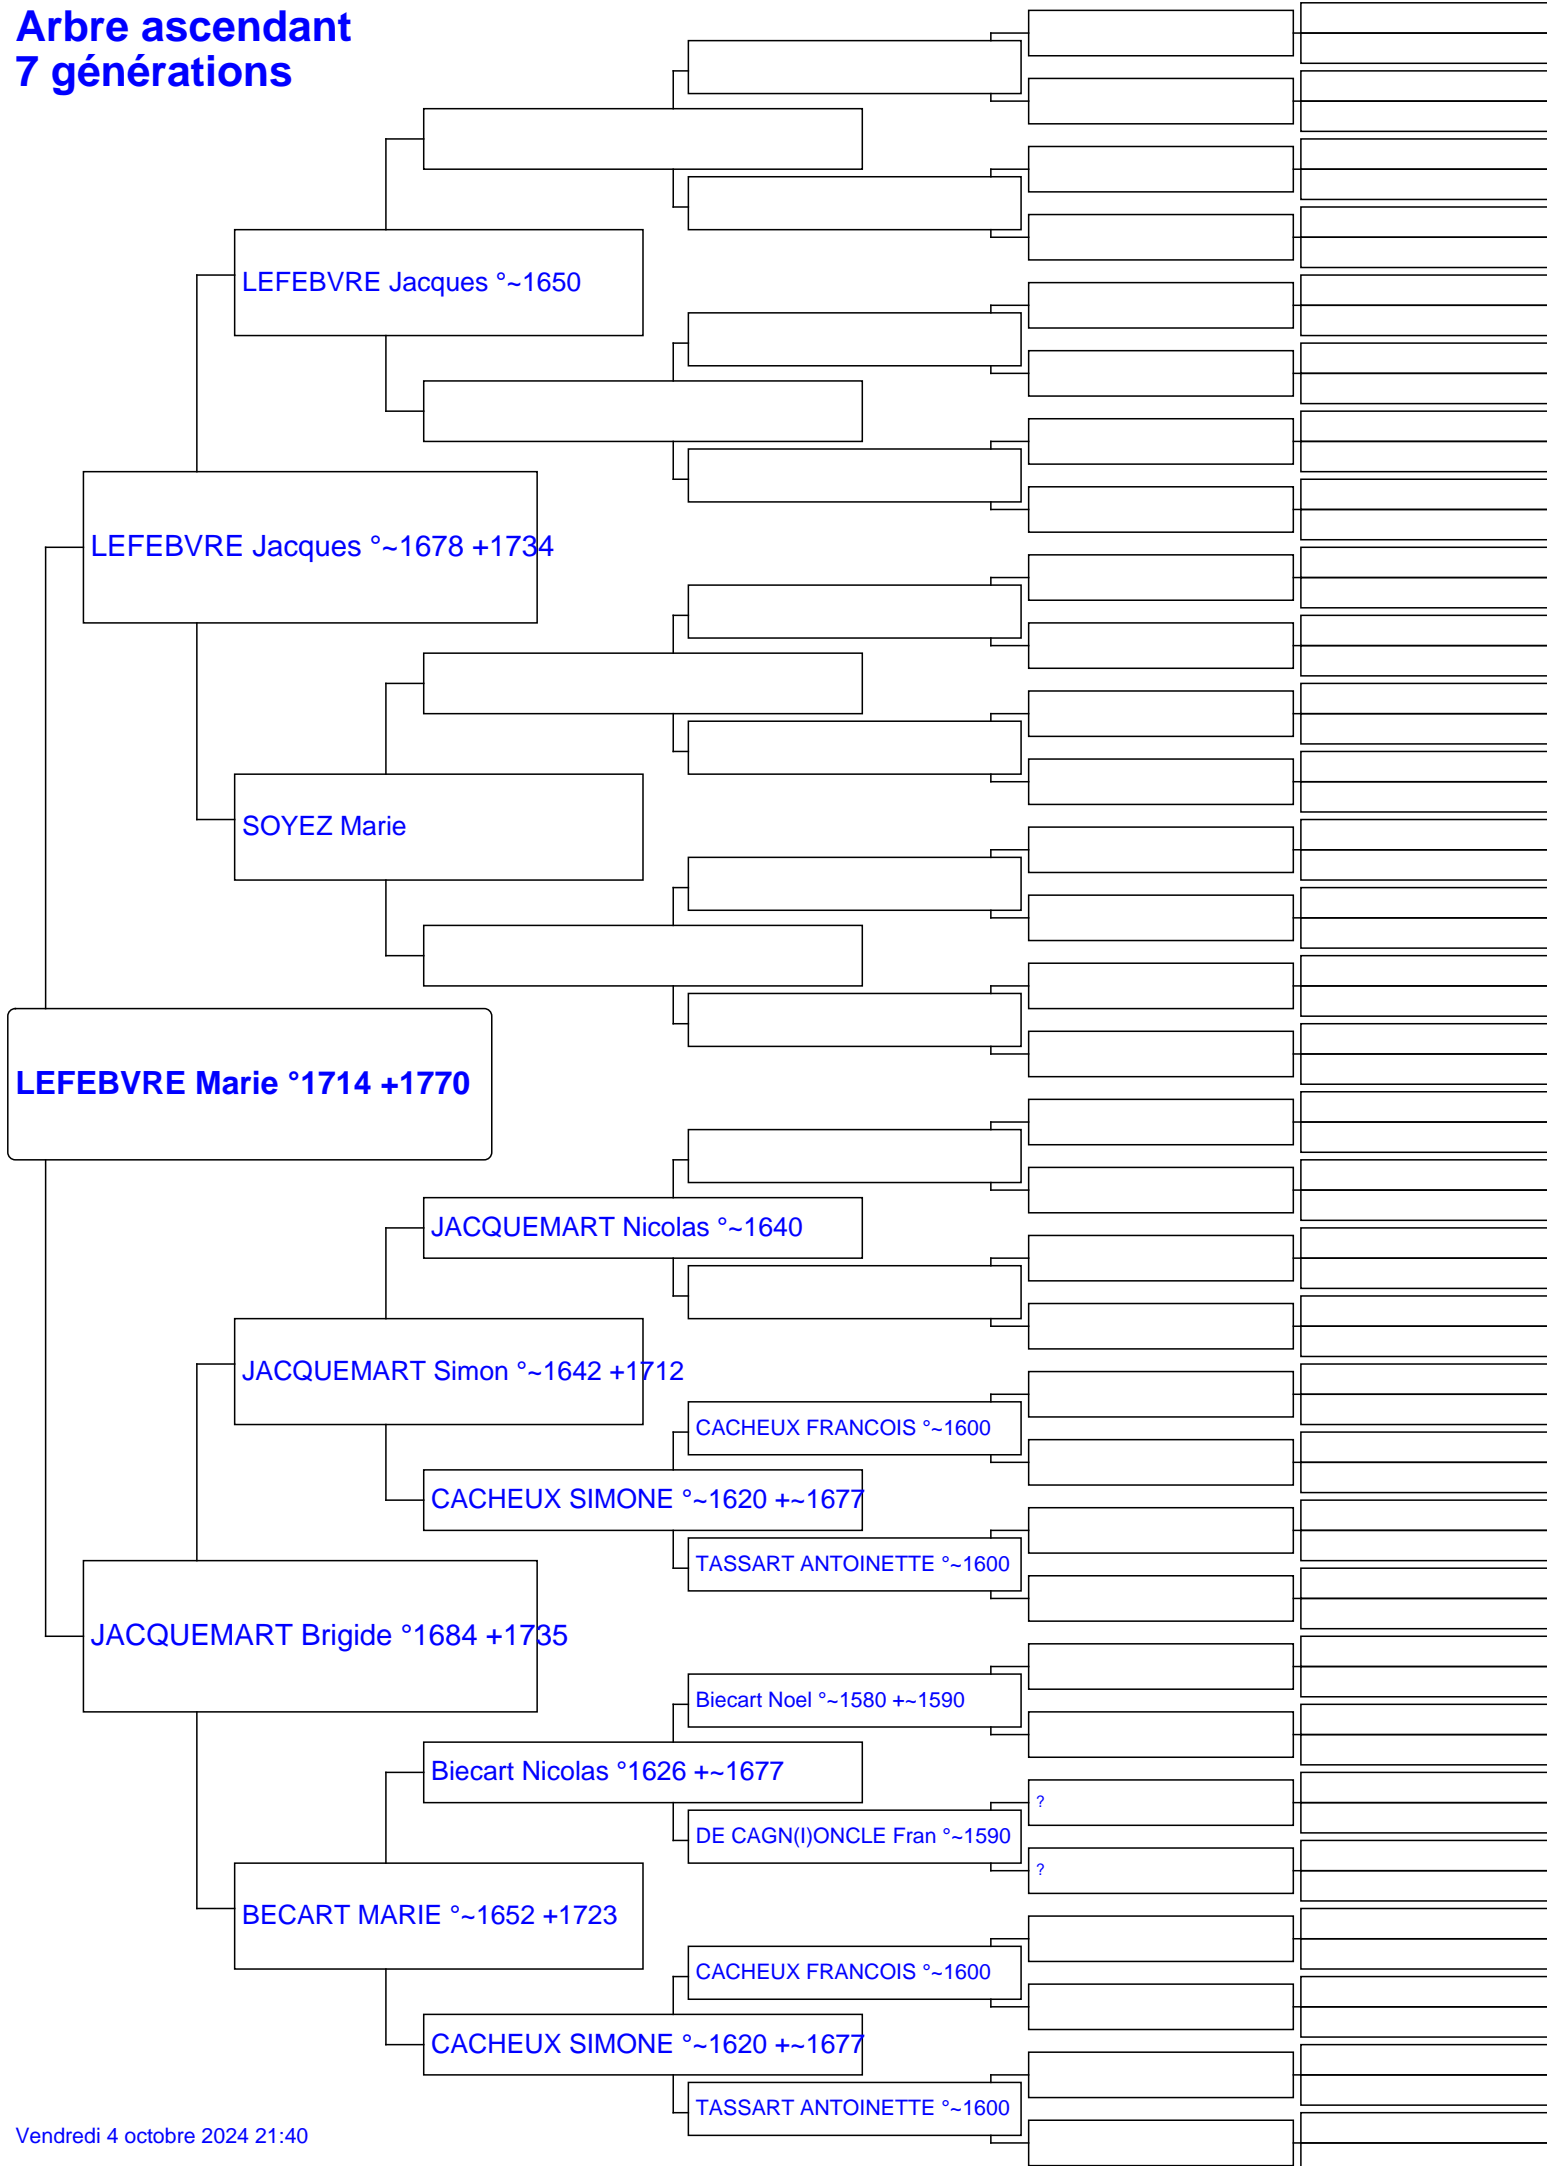 Arbre ascendant
7 générations
LEFEBVRE Jacques °~1650
LEFEBVRE Jacques °~1678 +1734
SOYEZ Marie
LEFEBVRE Marie °1714 +1770
JACQUEMART Nicolas °~1640
JACQUEMART Simon °~1642 +1712
CACHEUX FRANCOIS °~1600
CACHEUX SIMONE °~1620 +~1677
TASSART ANTOINETTE °~1600
JACQUEMART Brigide °1684 +1735
Biecart Noel °~1580 +~1590
Biecart Nicolas °1626 +~1677
?
DE CAGN(I)ONCLE Fran °~1590
?
BECART MARIE °~1652 +1723
CACHEUX FRANCOIS °~1600
CACHEUX SIMONE °~1620 +~1677
TASSART ANTOINETTE °~1600
Vendredi 4 octobre 2024 21:40